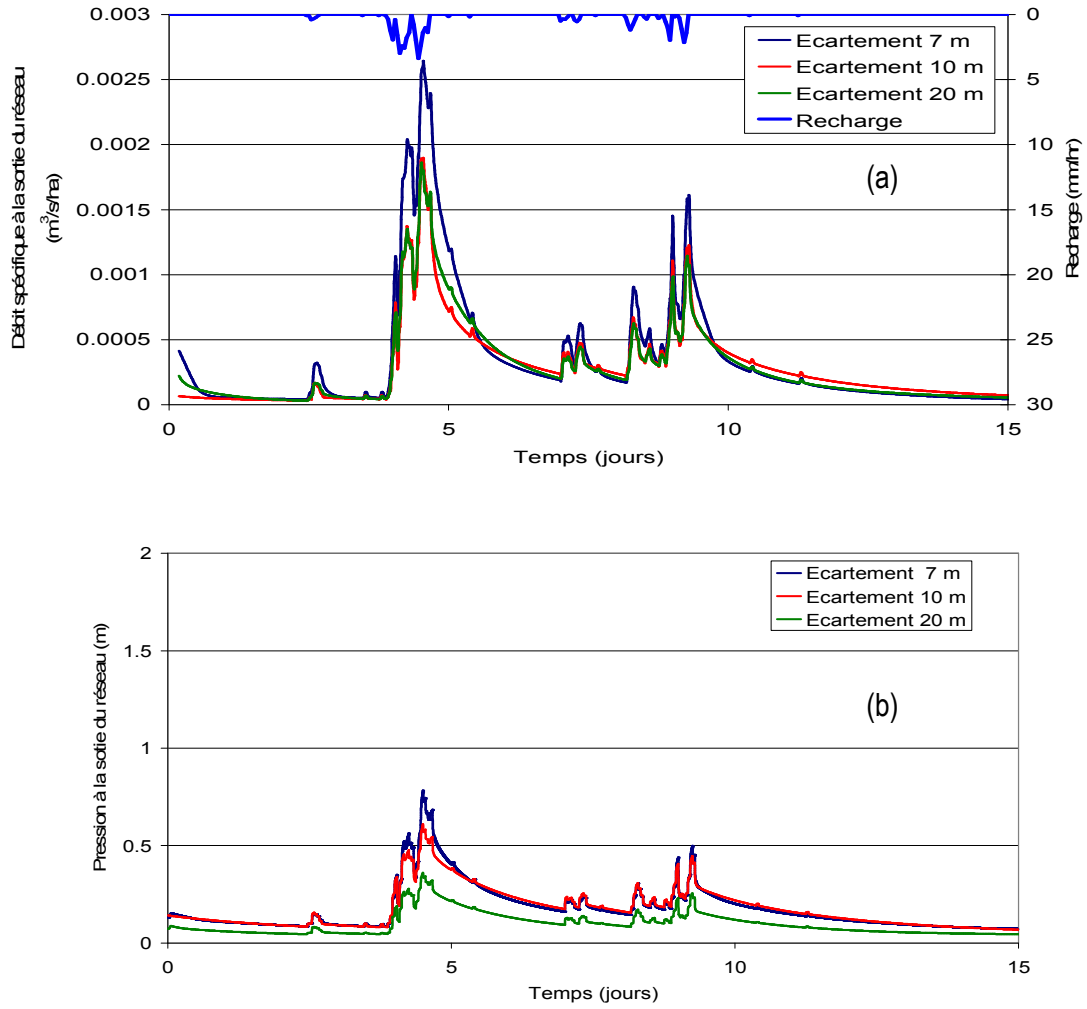 0.003
0.0025
0.002
0.0015
0.001
0.0005
0
0
5
10
15
20
25
30
0
5
10
15
Débit spécifique à la sortie du réseau
(m³/s/ha)
Recharge (mm/hr)
Temps (jours)
Ecartement 7 m
Ecartement 10 m
Ecartement 20 m
Recharge
(a)
2
1.5
1
0.5
0
0
5
10
15
Pression à la sotie du réseau (m)
Temps (jours)
Ecartement 7 m
Ecartement 10 m
Ecartement 20 m
(b)